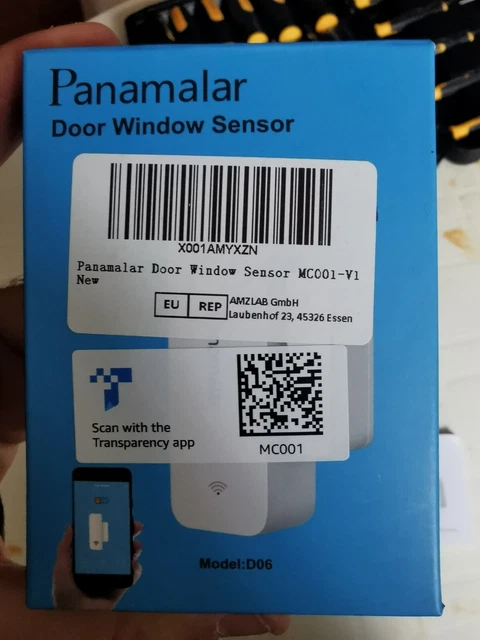 Panamalar
Door Window Sensor
X001AMYXZN
Panamalar Door Window Sensor MC001-V1
New
EU REP AMZLAB GmbH
Laubenhof 23, 45326 Essen
Scan with the
Transparency app
MC001
Model:D06